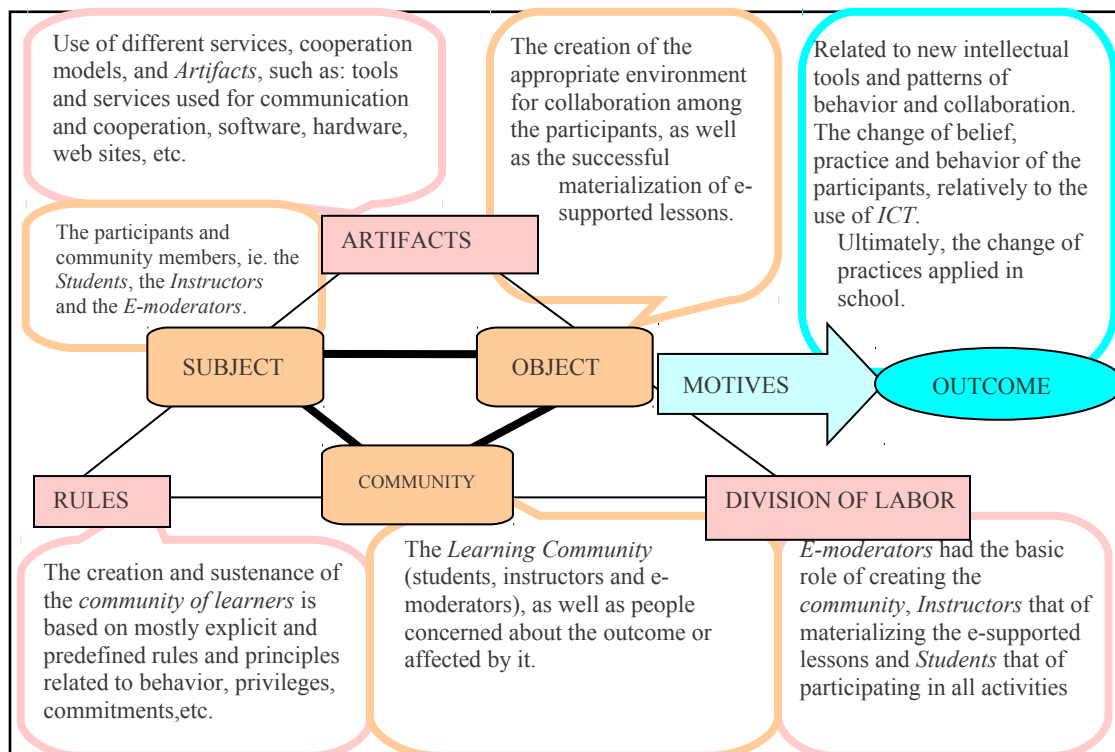 Use of different services, cooperation
models, and Artifacts, such as: tools
and services used for communication
and cooperation, software, hardware,
web sites, etc.
The creation of the
appropriate environment
for collaboration among
the participants, as well
as the successful
materialization of e-
supported lessons.
Related to new intellectual
tools and patterns of
behavior and collaboration.
The change of belief,
practice and behavior of the
participants, relatively to the
use of ICT.
Ultimately, the change of
practices applied in
school.
The participants and
community members, ie. the
Students, the Instructors
and the E-moderators.
ARTIFACTS
SUBJECT
OBJECT
MOTIVES
OUTCOME
RULES
COMMUNITY
DIVISION OF LABOR
The creation and sustenance of
the community of learners is
based on mostly explicit and
predefined rules and principles
related to behavior, privileges,
commitments,etc.
The Learning Community
(students, instructors and e-
moderators), as well as people
concerned about the outcome or
affected by it.
E-moderators had the basic
role of creating the
community, Instructors that of
materializing the e-supported
lessons and Students that of
participating in all activities